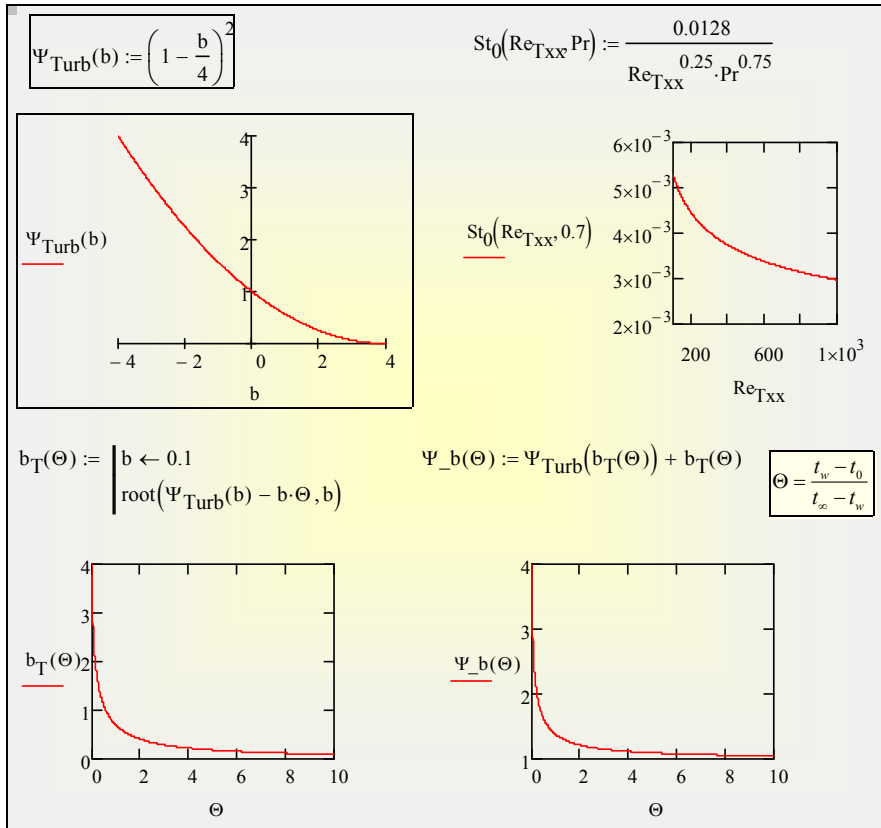 Ψ_Turb(b) := (1 - b/4)^2
St_0(Re_Txx, Pr) := 0.0128 / (Re_Txx^0.25 · Pr^0.75)
4
3
2
1
Ψ_Turb(b)
− 4 − 2 0 2 4
b
6×10^−3
5×10^−3
4×10^−3
3×10^−3
2×10^−3
St_0(Re_Txx, 0.7)
200 600 1×10^3
Re_Txx
b_T(Θ) := | b ← 0.1
root(Ψ_Turb(b) − b·Θ, b)
Ψ_b(Θ) := Ψ_Turb(b_T(Θ)) + b_T(Θ)
Θ = (t_w − t_0) / (t_∞ − t_w)
4
3
2
1
0
b_T(Θ)
0 2 4 6 8 10
Θ
4
3
2
1
Ψ_b(Θ)
0 2 4 6 8 10
Θ